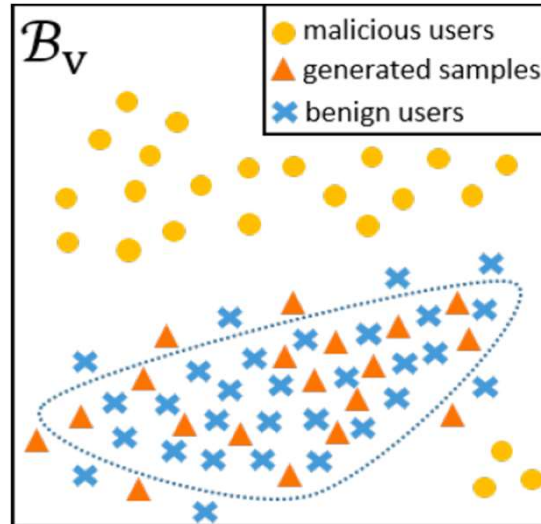 ℬᵥ
malicious users
generated samples
benign users